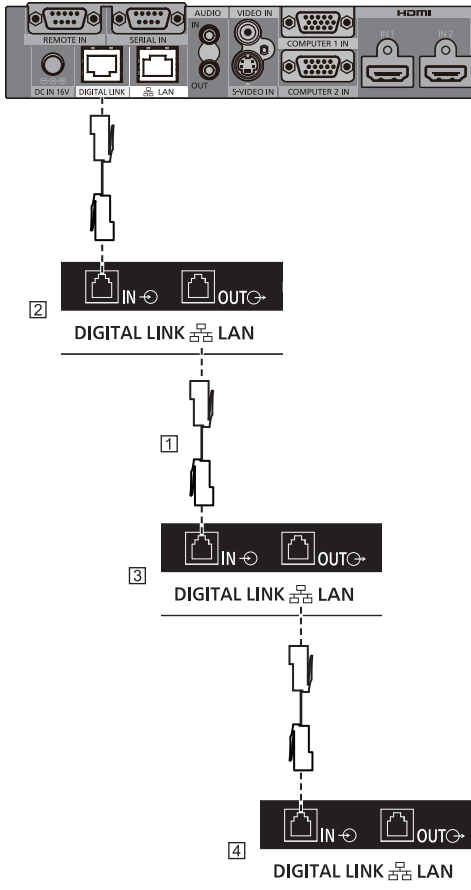 AUDIO VIDEO IN HDMI
REMOTE IN SERIAL IN IN COMPUTER 1 IN IN 1 IN 2
DC IN 16V DIGITAL LINK LAN OUT S-VIDEO IN COMPUTER 2 IN
IN OUT
2
DIGITAL LINK LAN
1
IN OUT
3
DIGITAL LINK LAN
IN OUT
4
DIGITAL LINK LAN